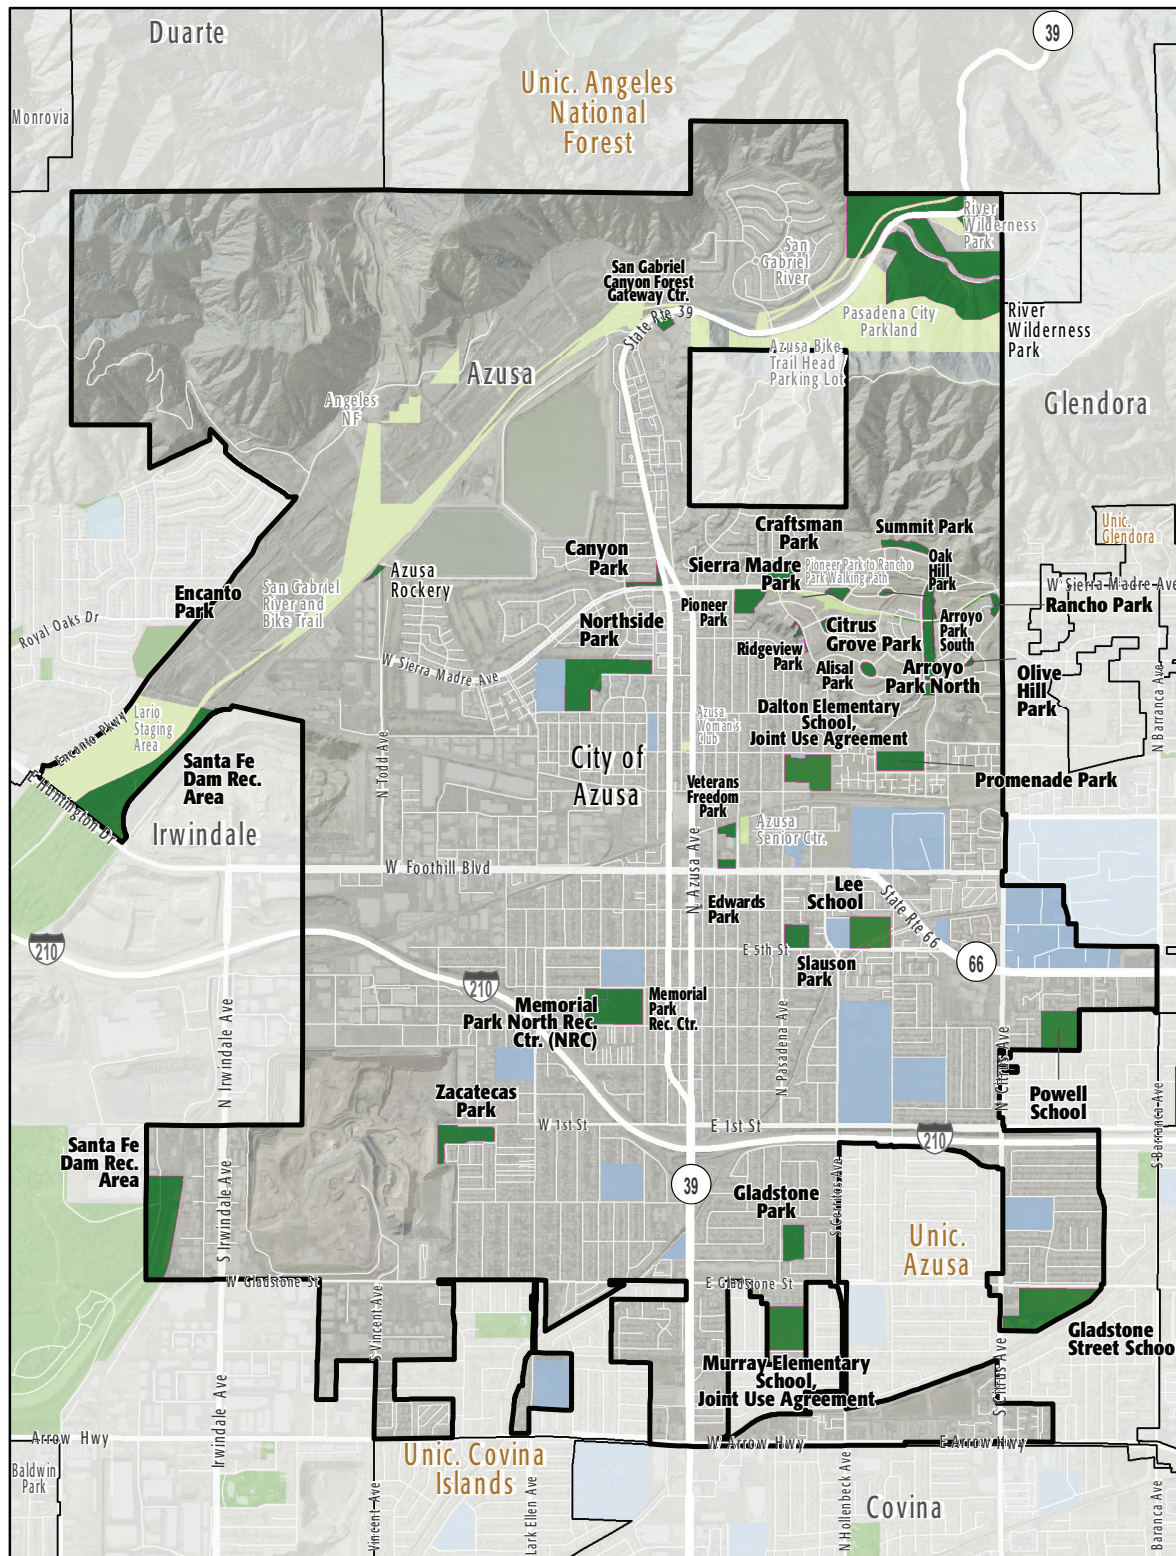 Duarte
39
Unic. Angeles
National
Forest
Monrovia
River
Wilderness
Park
San
Gabriel
River
San Gabriel
Canyon Forest
Gateway Ctr.
State Rte 39
Pasadena City
Parkland
River
Wilderness
Park
Azusa Bike
Trail Head
Parking Lot
Azusa
Angeles
NF
Glendora
Unic.
Glendora
Craftsman
Park
Summit Park
Canyon
Park
Sierra Madre
Park
Pioneer Park to Rancho
Park Walking Path
Oak
Hill
Park
W Sierra Madre Ave
Azusa
Rockery
Encanto
Park
San Gabriel
River and
Bike Trail
Pioneer
Park
Rancho Park
Northside
Park
Citrus
Grove Park
Arroyo
Park
South
Royal Oaks Dr
Ridgeview
Park
Alisal
Park
Arroyo
Park North
Olive
Hill
Park
W Sierra Madre Ave
N Barranca Ave
Lario
Staging
Area
Encanto Pkwy
Azusa
Woman's
Club
Dalton Elementary
School,
Joint Use Agreement
Santa Fe
Dam Rec.
Area
N Todd Ave
City of
Azusa
Promenade Park
E Huntington Dr
Irwindale
Veterans
Freedom
Park
Azusa
Senior Ctr.
N Azusa Ave
W Foothill Blvd
Lee
School
State Rte 66
Edwards
Park
210
E 5th St
Slauson
Park
66
210
Memorial
Park North Rec.
Ctr. (NRC)
Memorial
Park
Rec. Ctr.
N Irwindale Ave
N Pasadena Ave
N Citrus Ave
Zacatecas
Park
Powell
School
W 1st St
E 1st St
210
Santa Fe
Dam Rec.
Area
S Barranca Ave
S Irwindale Ave
39
Gladstone
Park
S Cerritos Ave
Unic.
Azusa
W Gladstone St
E Gladstone St
S Vincent Ave
Gladstone
Street Schoo
Murray Elementary
School,
Joint Use Agreement
S Citrus Ave
Irwindale Ave
Arrow Hwy
W Arrow Hwy
E Arrow Hwy
Unic. Covina
Islands
Baldwin
Park
Vincent Ave
Lark Ellen Ave
N Hollenbeck Ave
Covina
Baranca Ave